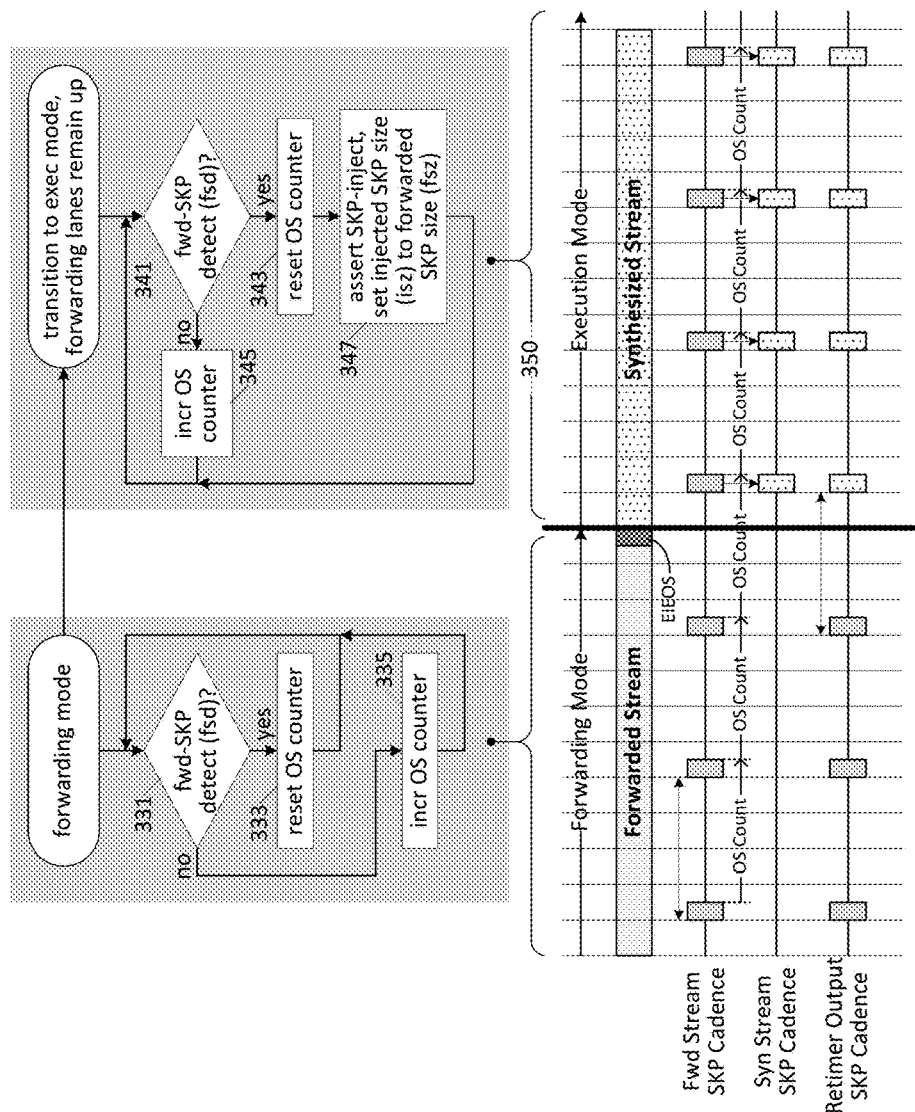 forwarding mode
331
fwd-SKP
detect (fsd)?
no
yes
333
reset OS counter
335
incr OS counter
transition to exec mode,
forwarding lanes remain up
341
fwd-SKP
detect (fsd)?
no
yes
incr OS
counter
345
343
reset OS counter
347
assert SKP-inject,
set injected SKP size
(isz) to forwarded
SKP size (fsz)
350
Forwarding Mode
Execution Mode
Forwarded Stream
Synthesized Stream
EIEOS
Fwd Stream
SKP Cadence
OS Count
OS Count
OS Count
OS Count
OS Count
OS Count
Syn Stream
SKP Cadence
Retimer Output
SKP Cadence